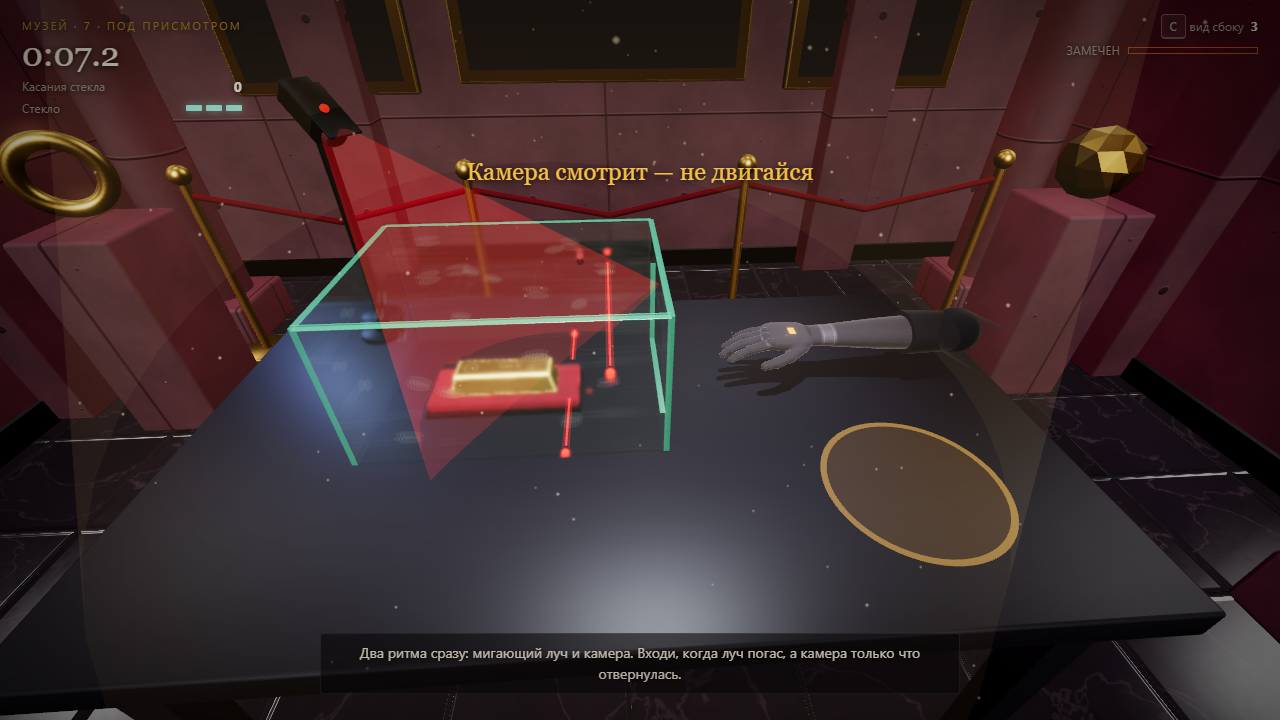 МУЗЕЙ · 7 · ПОД ПРИСМОТРОМ
0:07.2
Касания стекла 0
Стекло
C вид сбоку 3
ЗАМЕЧЕН
Камера смотрит — не двигайся
Два ритма сразу: мигающий луч и камера. Входи, когда луч погас, а камера только что
отвернулась.